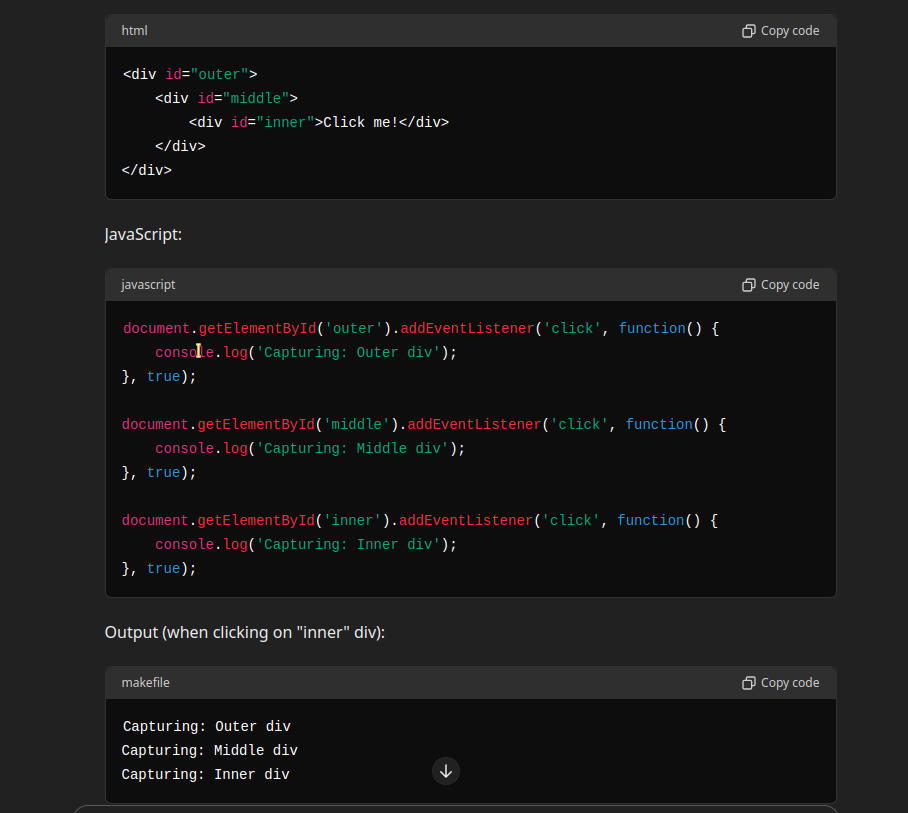 html
Copy code
<div id="outer">
    <div id="middle">
        <div id="inner">Click me!</div>
    </div>
</div>
JavaScript:
javascript
Copy code
document.getElementById('outer').addEventListener('click', function() {
    console.log('Capturing: Outer div');
}, true);

document.getElementById('middle').addEventListener('click', function() {
    console.log('Capturing: Middle div');
}, true);

document.getElementById('inner').addEventListener('click', function() {
    console.log('Capturing: Inner div');
}, true);
Output (when clicking on "inner" div):
makefile
Copy code
Capturing: Outer div
Capturing: Middle div
Capturing: Inner div